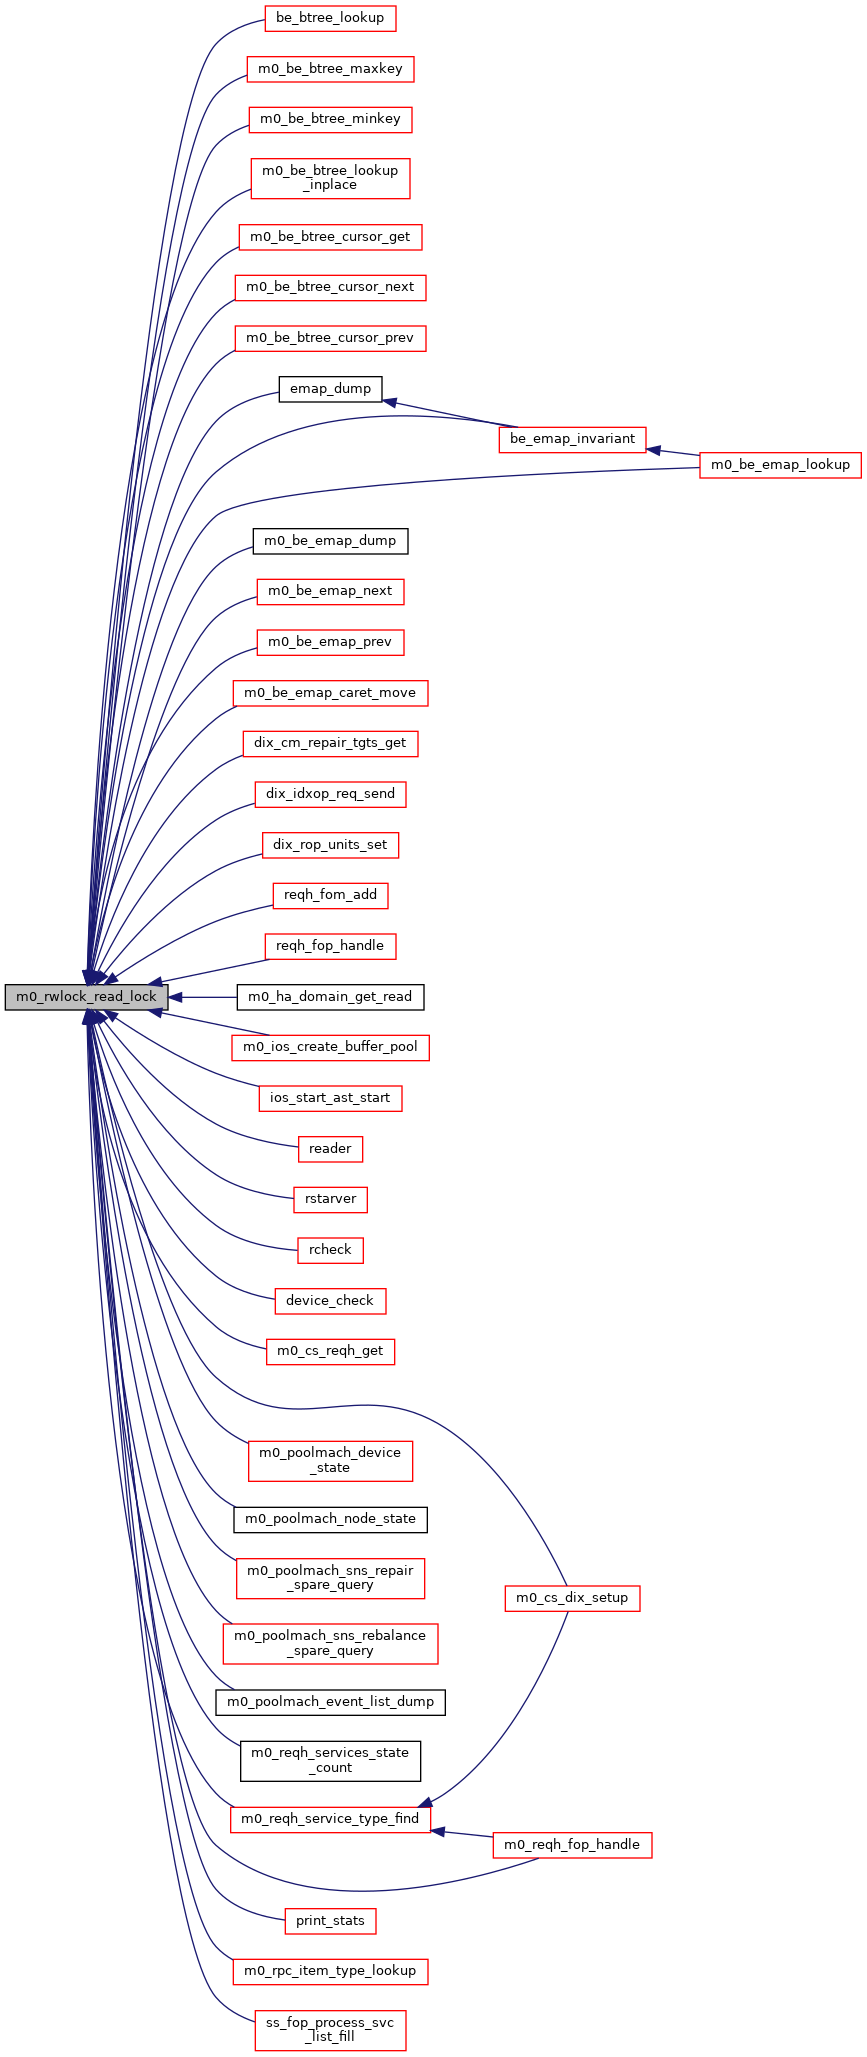 be_btree_lookup
m0_be_btree_maxkey
m0_be_btree_minkey
m0_be_btree_lookup
_inplace
m0_be_btree_cursor_get
m0_be_btree_cursor_next
m0_be_btree_cursor_prev
emap_dump
be_emap_invariant
m0_be_emap_lookup
m0_be_emap_dump
m0_be_emap_next
m0_be_emap_prev
m0_be_emap_caret_move
dix_cm_repair_tgts_get
dix_idxop_req_send
dix_rop_units_set
reqh_fom_add
reqh_fop_handle
m0_rwlock_read_lock
m0_ha_domain_get_read
m0_ios_create_buffer_pool
ios_start_ast_start
reader
rstarver
rcheck
device_check
m0_cs_reqh_get
m0_poolmach_device
_state
m0_poolmach_node_state
m0_poolmach_sns_repair
_spare_query
m0_cs_dix_setup
m0_poolmach_sns_rebalance
_spare_query
m0_poolmach_event_list_dump
m0_reqh_services_state
_count
m0_reqh_service_type_find
m0_reqh_fop_handle
print_stats
m0_rpc_item_type_lookup
ss_fop_process_svc
_list_fill